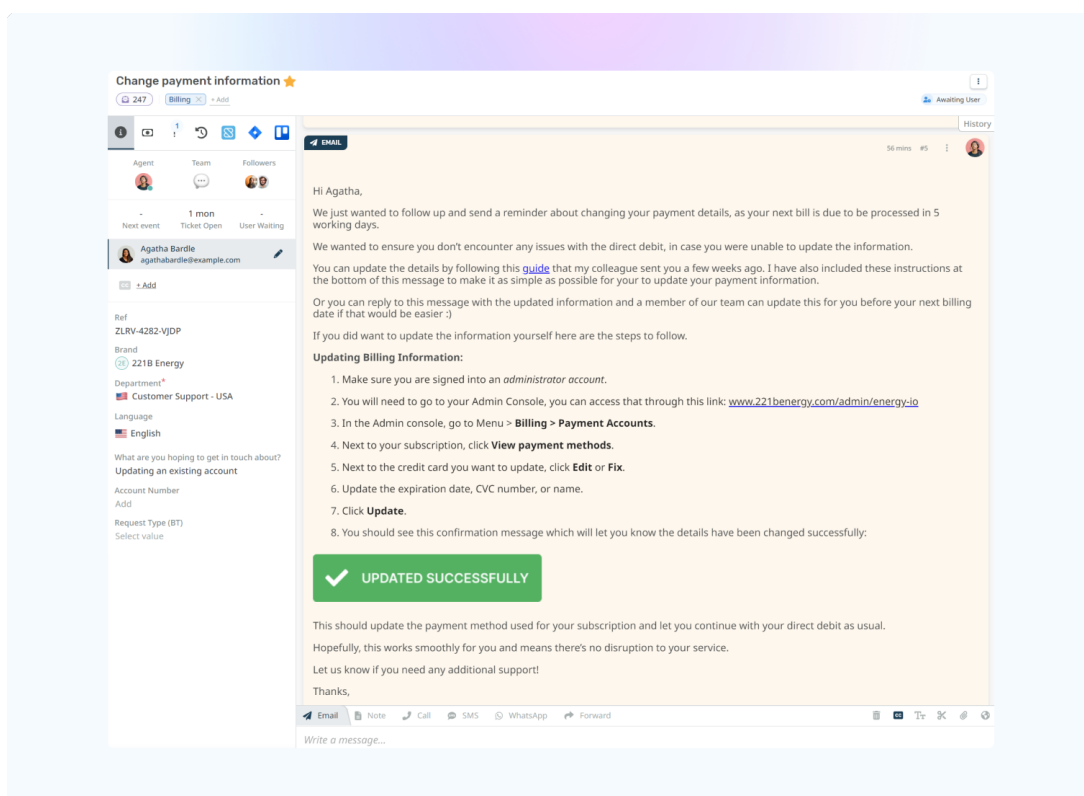 Change payment information
247 Billing × + Add
Awaiting User
History
1
Agent Team Followers
- 1 mon -
Next event Ticket Open User Waiting
Agatha Bardle
agathabardle@example.com
CC + Add
Ref
ZLRV-4282-VJDP
Brand
2E 221B Energy
Department*
Customer Support - USA
Language
English
What are you hoping to get in touch about?
Updating an existing account
Account Number
Add
Request Type (BT)
Select value
EMAIL
56 mins #5
Hi Agatha,
We just wanted to follow up and send a reminder about changing your payment details, as your next bill is due to be processed in 5
working days.
We wanted to ensure you don't encounter any issues with the direct debit, in case you were unable to update the information.
You can update the details by following this guide that my colleague sent you a few weeks ago. I have also included these instructions at
the bottom of this message to make it as simple as possible for your to update your payment information.
Or you can reply to this message with the updated information and a member of our team can update this for you before your next billing
date if that would be easier :)
If you did want to update the information yourself here are the steps to follow.
Updating Billing Information:
1. Make sure you are signed into an administrator account.
2. You will need to go to your Admin Console, you can access that through this link: www.221benergy.com/admin/energy-io
3. In the Admin console, go to Menu > Billing > Payment Accounts.
4. Next to your subscription, click View payment methods.
5. Next to the credit card you want to update, click Edit or Fix.
6. Update the expiration date, CVC number, or name.
7. Click Update.
8. You should see this confirmation message which will let you know the details have been changed successfully:
UPDATED SUCCESSFULLY
This should update the payment method used for your subscription and let you continue with your direct debit as usual.
Hopefully, this works smoothly for you and means there's no disruption to your service.
Let us know if you need any additional support!
Thanks,
Email Note Call SMS WhatsApp Forward
CC
Write a message...